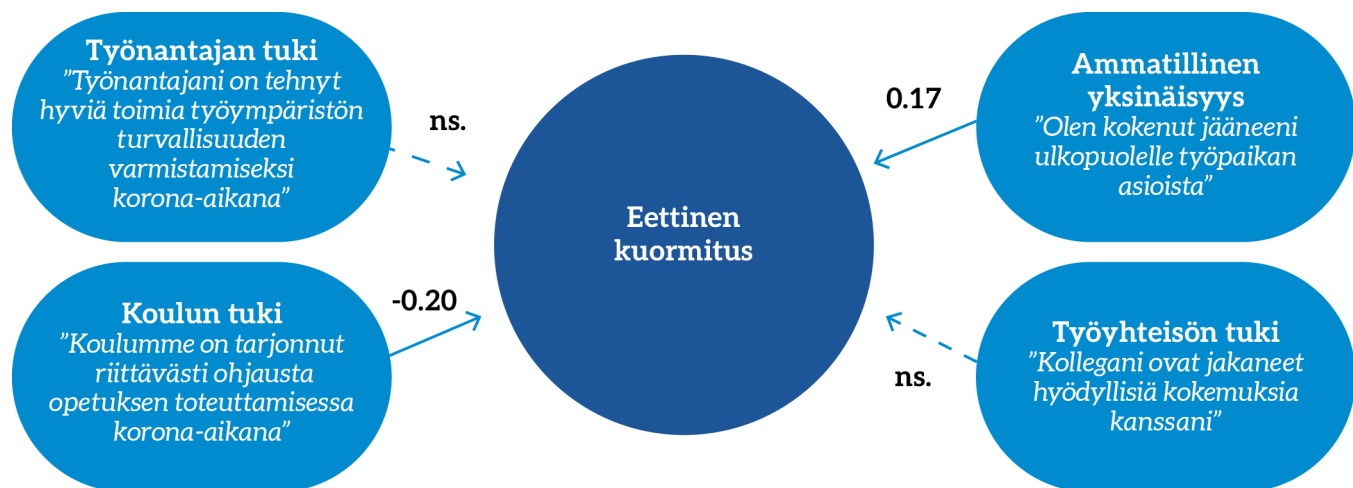 Työnantajan tuki
”Työnantajani on tehnyt
hyviä toimia työympäristön
turvallisuuden
varmistamiseksi
korona-aikana”
ns.
Koulun tuki
”Koulumme on tarjonnut
riittävästi ohjausta
opetuksen toteuttamisessa
korona-aikana”
-0.20
Eettinen
kuormitus
0.17
Ammatillinen
yksinäisyys
”Olen kokenut jääneeni
ulkopuolelle työpaikan
asioista”
ns.
Työyhteisön tuki
”Kollegani ovat jakaneet
hyödyllisiä kokemuksia
kanssani”